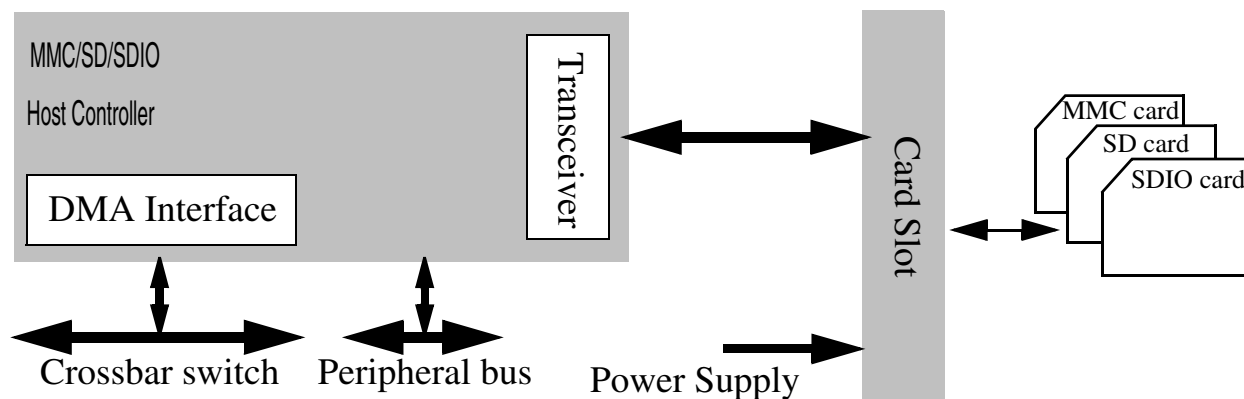 MMC/SD/SDIO
Host Controller
Transceiver
DMA Interface
Card Slot
MMC card
SD card
SDIO card
Crossbar switch
Peripheral bus
Power Supply